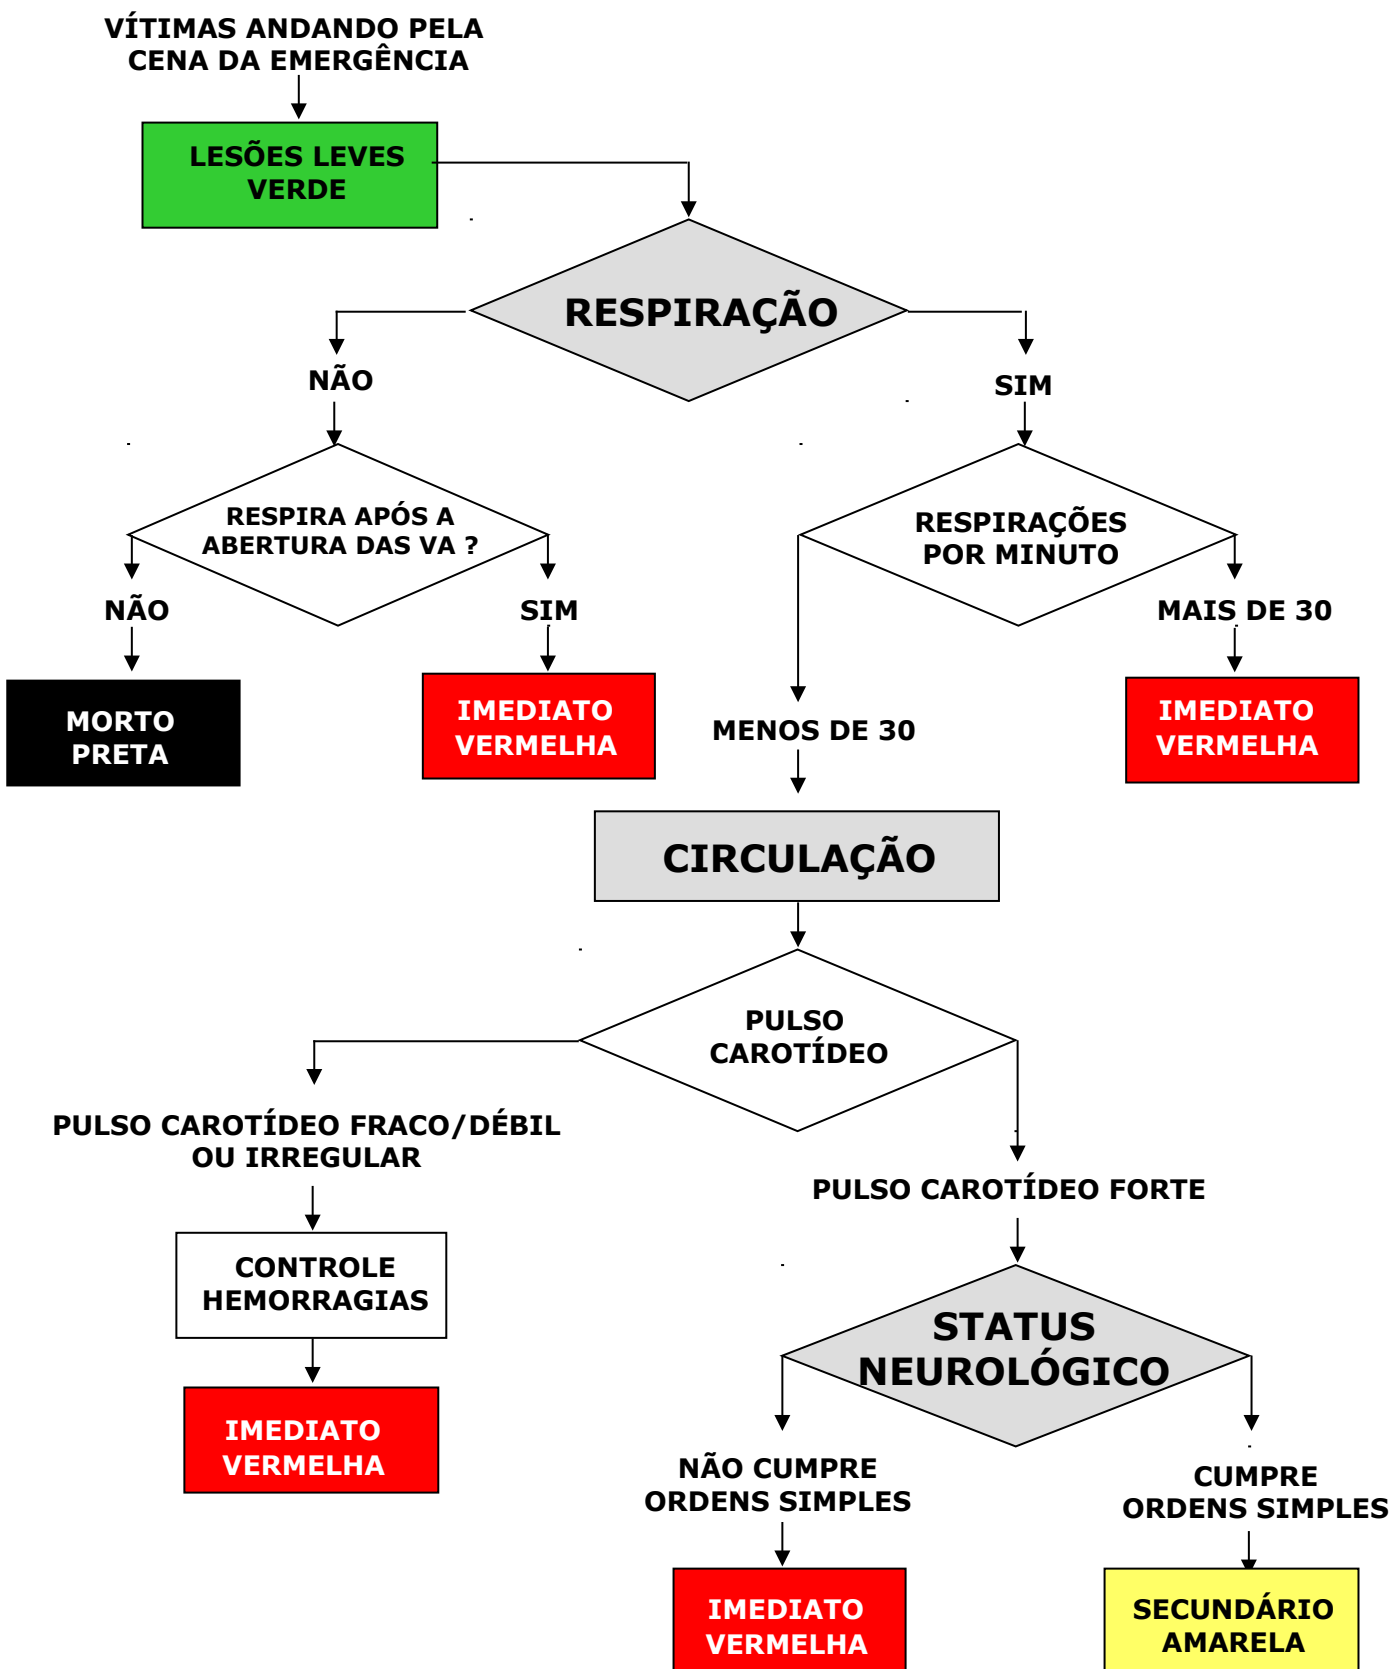 VÍTIMAS ANDANDO PELA
CENA DA EMERGÊNCIA
LESÕES LEVES
VERDE
RESPIRAÇÃO
NÃO
SIM
RESPIRA APÓS A
ABERTURA DAS VA ?
RESPIRAÇÕES
POR MINUTO
NÃO
SIM
MAIS DE 30
MORTO
PRETA
IMEDIATO
VERMELHA
MENOS DE 30
IMEDIATO
VERMELHA
CIRCULAÇÃO
PULSO
CAROTÍDEO
PULSO CAROTÍDEO FRACO/DÉBIL
OU IRREGULAR
PULSO CAROTÍDEO FORTE
CONTROLE
HEMORRAGIAS
IMEDIATO
VERMELHA
STATUS
NEUROLÓGICO
NÃO CUMPRE
ORDENS SIMPLES
CUMPRE
ORDENS SIMPLES
IMEDIATO
VERMELHA
SECUNDÁRIO
AMARELA